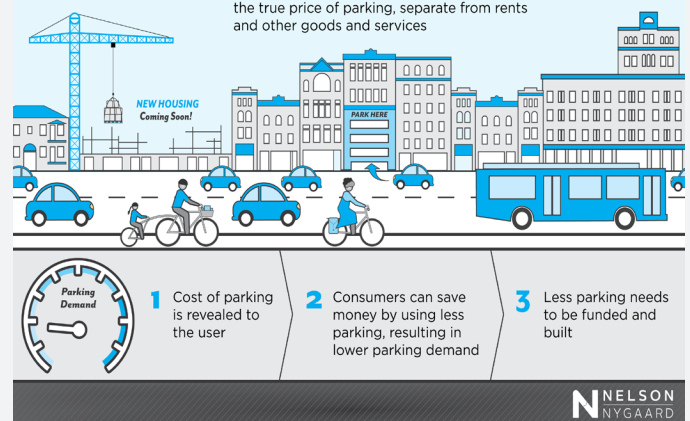 the true price of parking, separate from rents
and other goods and services
NEW HOUSING
Coming Soon!
PARK HERE
Parking
Demand
1 Cost of parking
is revealed to
the user
2 Consumers can save
money by using less
parking, resulting in
lower parking demand
3 Less parking needs
to be funded and
built
N NELSON
NYGAARD